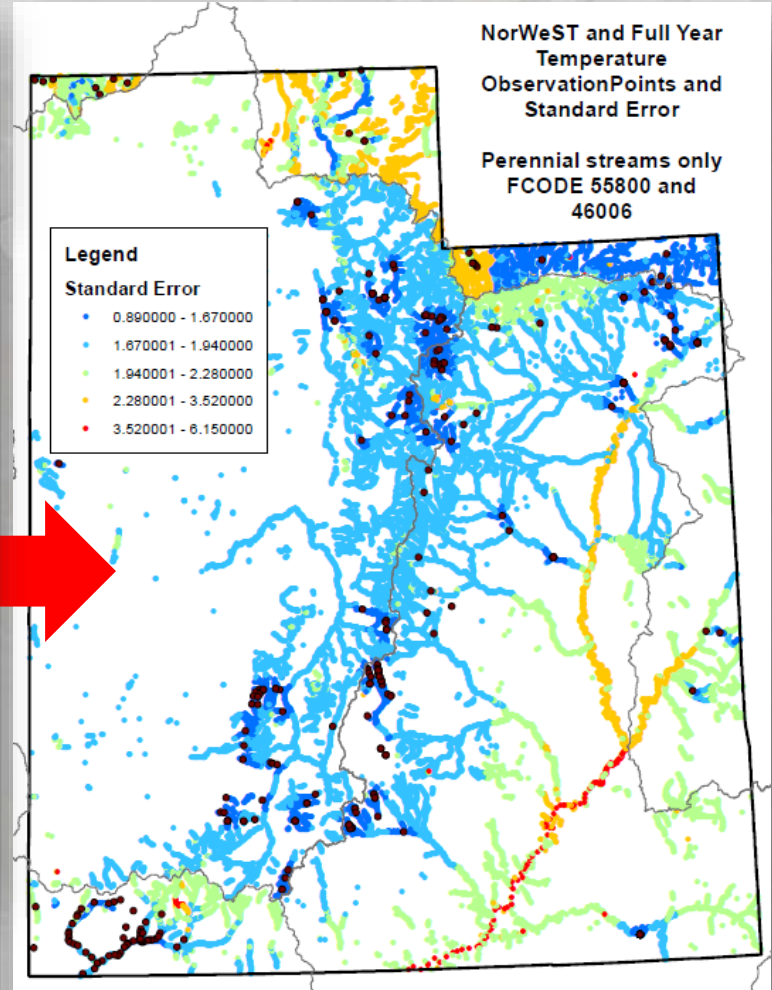 NorWeST and Full Year
Temperature
ObservationPoints and
Standard Error
Perennial streams only
FCODE 55800 and
46006
Legend
Standard Error
0.890000 - 1.670000
1.670001 - 1.940000
1.940001 - 2.280000
2.280001 - 3.520000
3.520001 - 6.150000